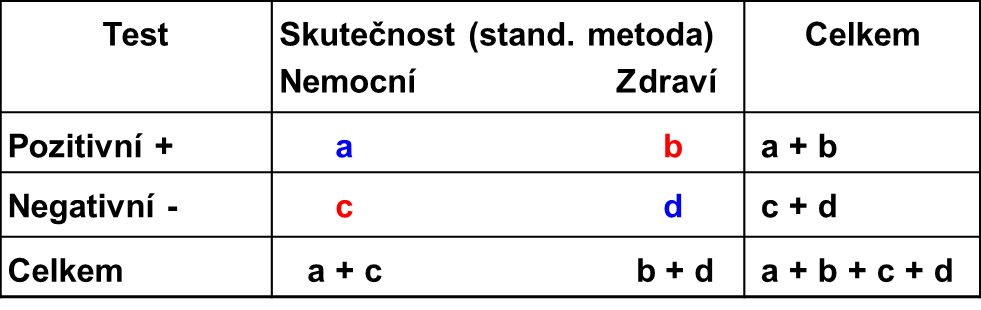 Test Skutečnost (stand. metoda) Celkem
Nemocní Zdraví
Pozitivní + a b a + b
Negativní - c d c + d
Celkem a + c b + d a + b + c + d